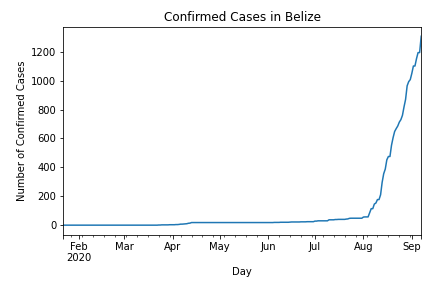 Confirmed Cases in Belize
Number of Confirmed Cases
1200
1000
800
600
400
200
0
Feb Mar Apr May Jun Jul Aug Sep
2020
Day